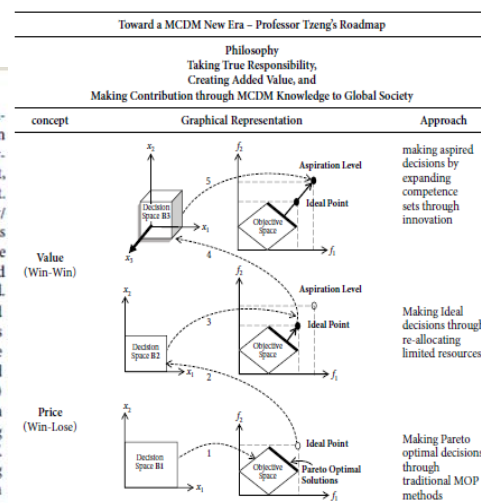 Toward a MCDM New Era – Professor Tzeng's Roadmap
Philosophy
Taking True Responsibility,
Creating Added Value, and
Making Contribution through MCDM Knowledge to Global Society
concept
Graphical Representation
Approach
Value
(Win-Win)
x₂
Decision
Space B3
x₁
x₃
5
4
f₂
Aspiration Level
Ideal Point
Objective
Space
f₁
making aspired
decisions by
expanding
competence
sets through
innovation
x₂
Decision
Space B2
x₁
3
2
f₂
Aspiration Level
Ideal Point
Objective
Space
f₁
Making Ideal
decisions through
re-allocating
limited resources
Price
(Win-Lose)
x₂
Decision
Space B1
x₁
1
f₂
Ideal Point
Objective
Space
Pareto Optimal
Solutions
f₁
Making Pareto
optimal decisions
through
traditional MOP
methods